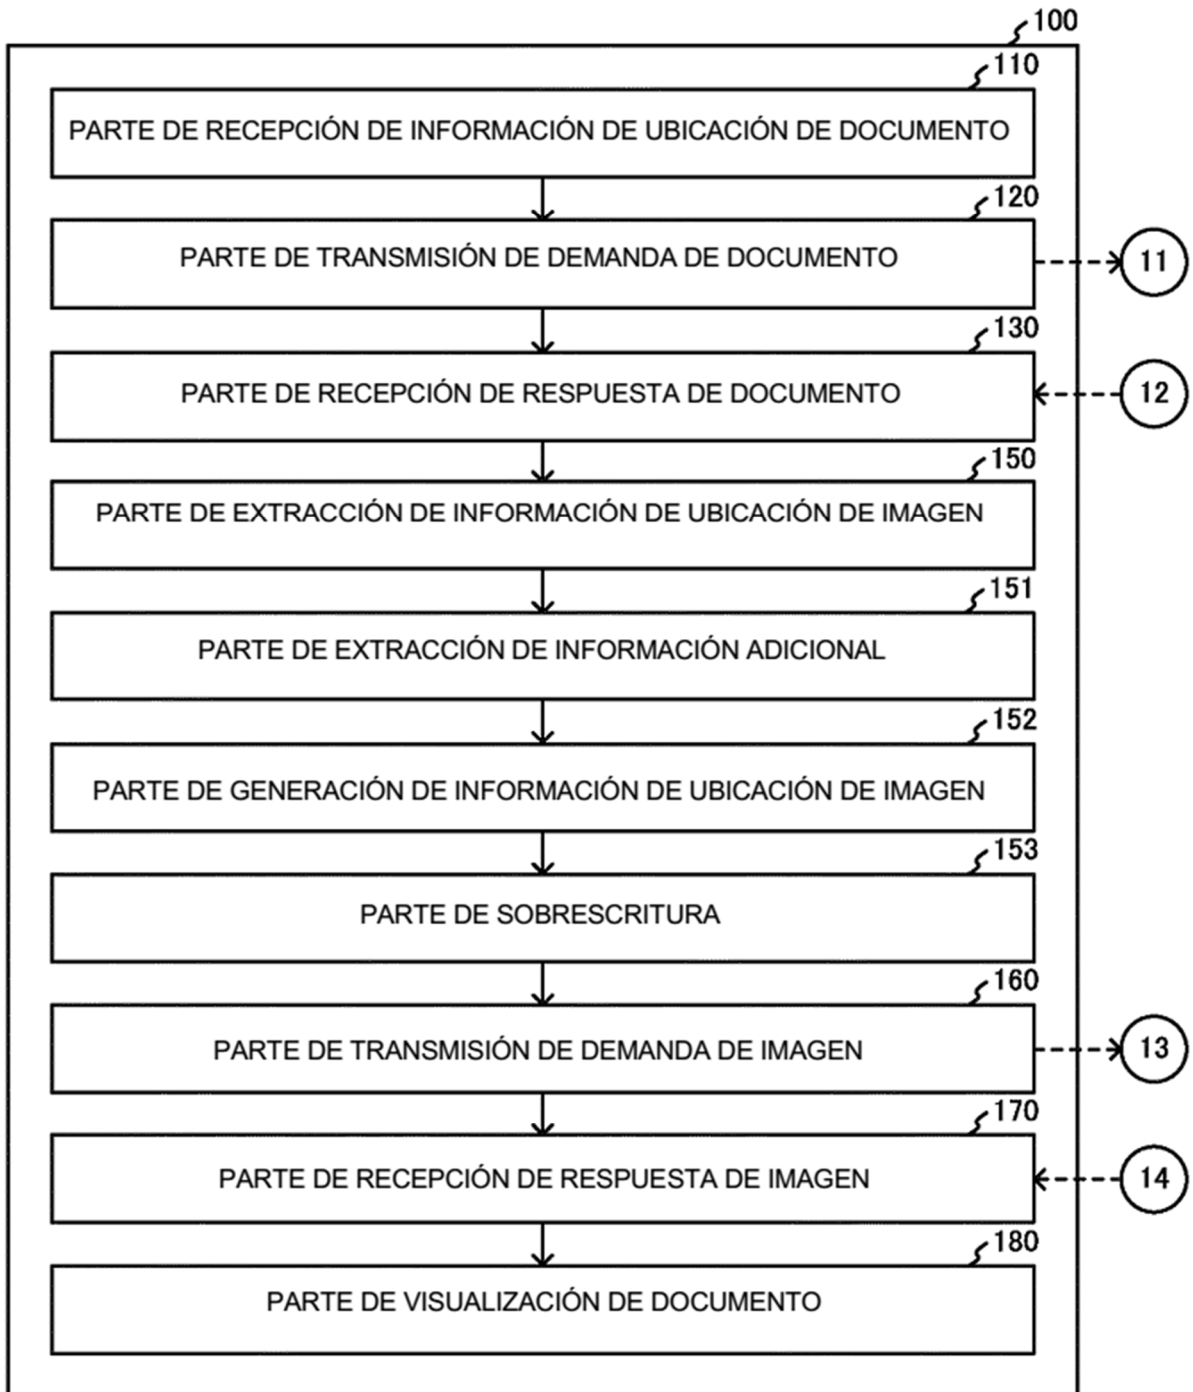 100
110
PARTE DE RECEPCIÓN DE INFORMACIÓN DE UBICACIÓN DE DOCUMENTO
120
PARTE DE TRANSMISIÓN DE DEMANDA DE DOCUMENTO
11
130
PARTE DE RECEPCIÓN DE RESPUESTA DE DOCUMENTO
12
150
PARTE DE EXTRACCIÓN DE INFORMACIÓN DE UBICACIÓN DE IMAGEN
151
PARTE DE EXTRACCIÓN DE INFORMACIÓN ADICIONAL
152
PARTE DE GENERACIÓN DE INFORMACIÓN DE UBICACIÓN DE IMAGEN
153
PARTE DE SOBRESCRITURA
160
PARTE DE TRANSMISIÓN DE DEMANDA DE IMAGEN
13
170
PARTE DE RECEPCIÓN DE RESPUESTA DE IMAGEN
14
180
PARTE DE VISUALIZACIÓN DE DOCUMENTO